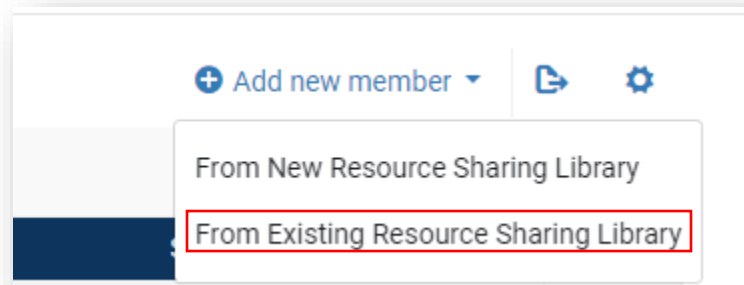 Add new member
From New Resource Sharing Library
From Existing Resource Sharing Library